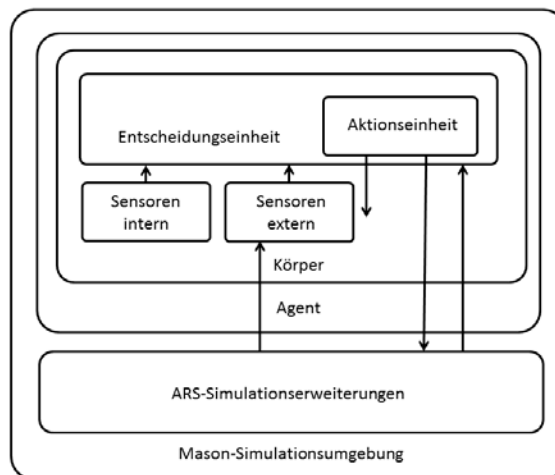 Aktionseinheit
Entscheidungseinheit
Sensoren
intern
Sensoren
extern
Körper
Agent
ARS-Simulationserweiterungen
Mason-Simulationsumgebung